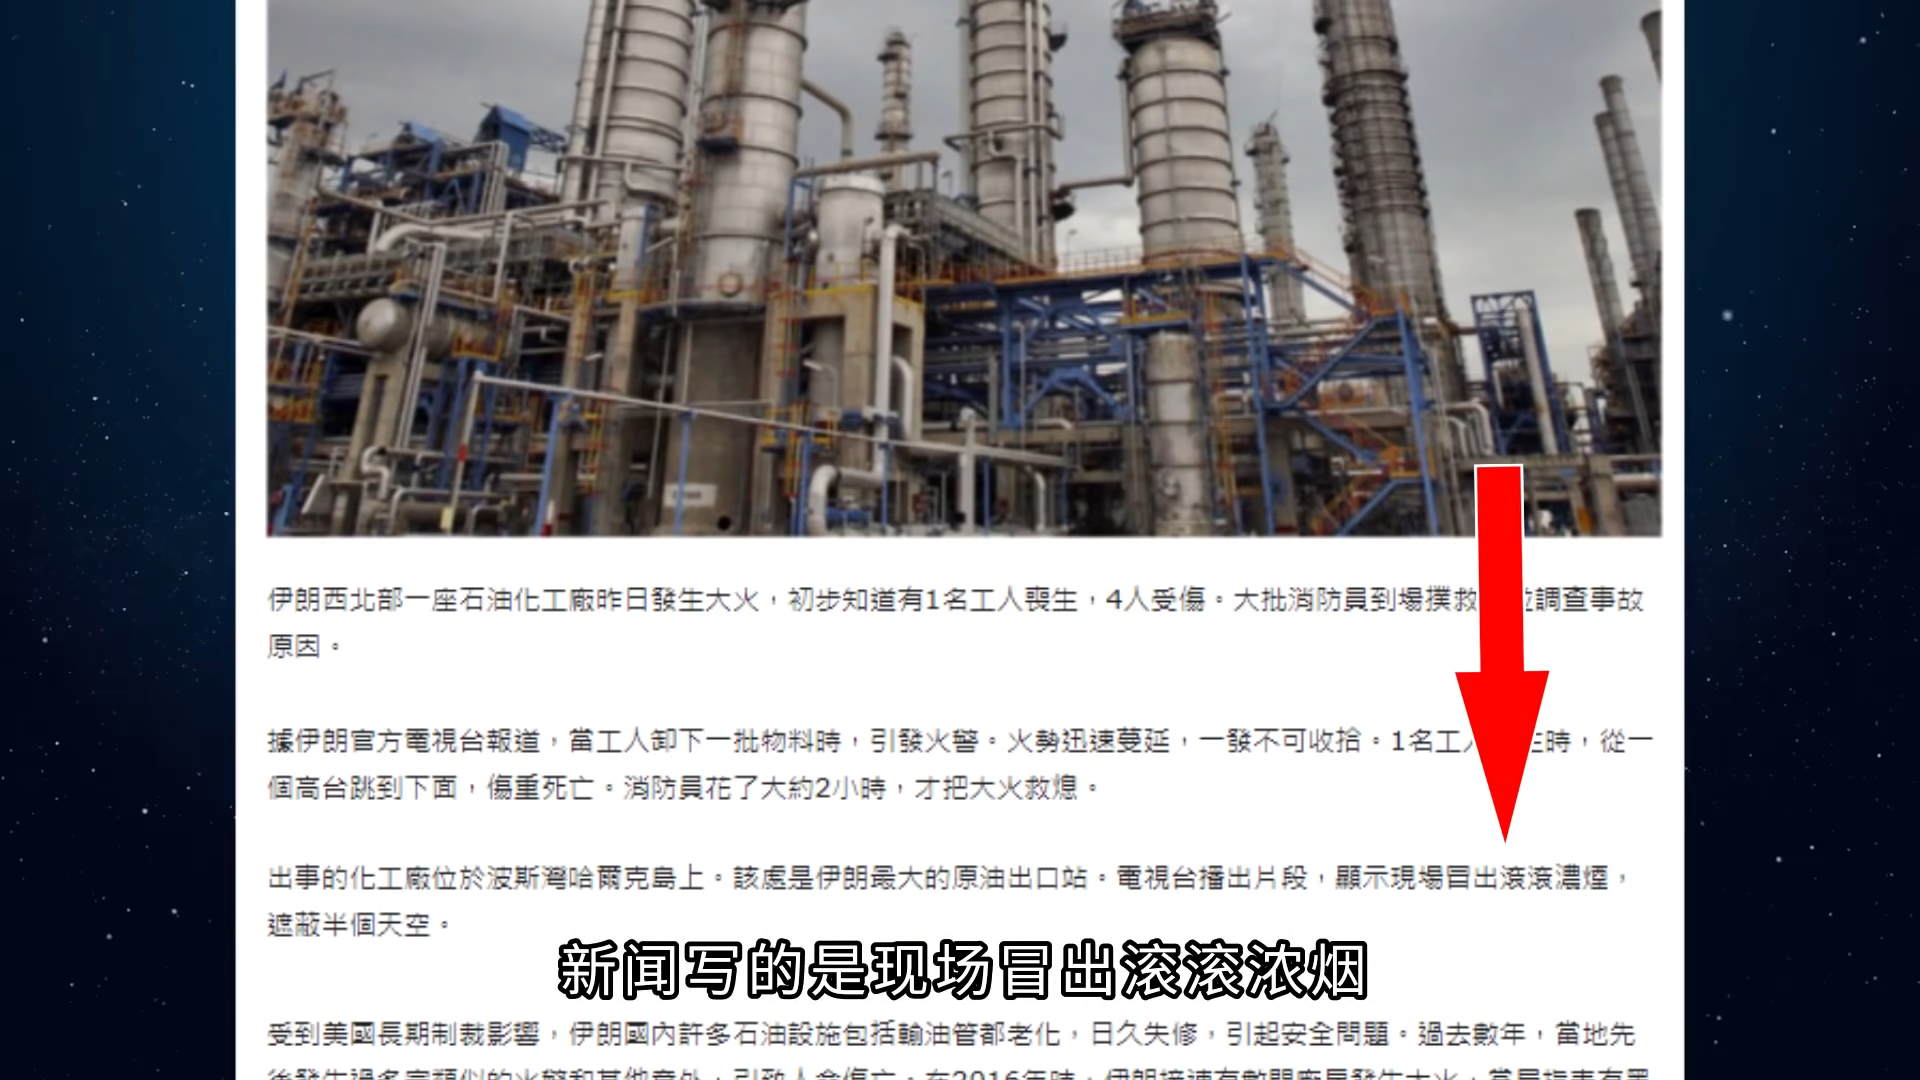 伊朗西北部一座石油化工廠昨日發生大火，初步知道有1名工人喪生，4人受傷。大批消防員到場撲救 並調查事故
原因。
據伊朗官方電視台報道，當工人卸下一批物料時，引發火警。火勢迅速蔓延，一發不可收拾。1名工人 生時，從一
個高台跳到下面，傷重死亡。消防員花了大約2小時，才把大火救熄。
出事的化工廠位於波斯灣哈爾克島上。該處是伊朗最大的原油出口站。電視台播出片段，顯示現場冒出滾滾濃煙，
遮蔽半個天空。
新闻写的是现场冒出滚滚浓烟
受到美國長期制裁影響，伊朗國內許多石油設施包括輸油管都老化，日久失修，引起安全問題。過去數年，當地先